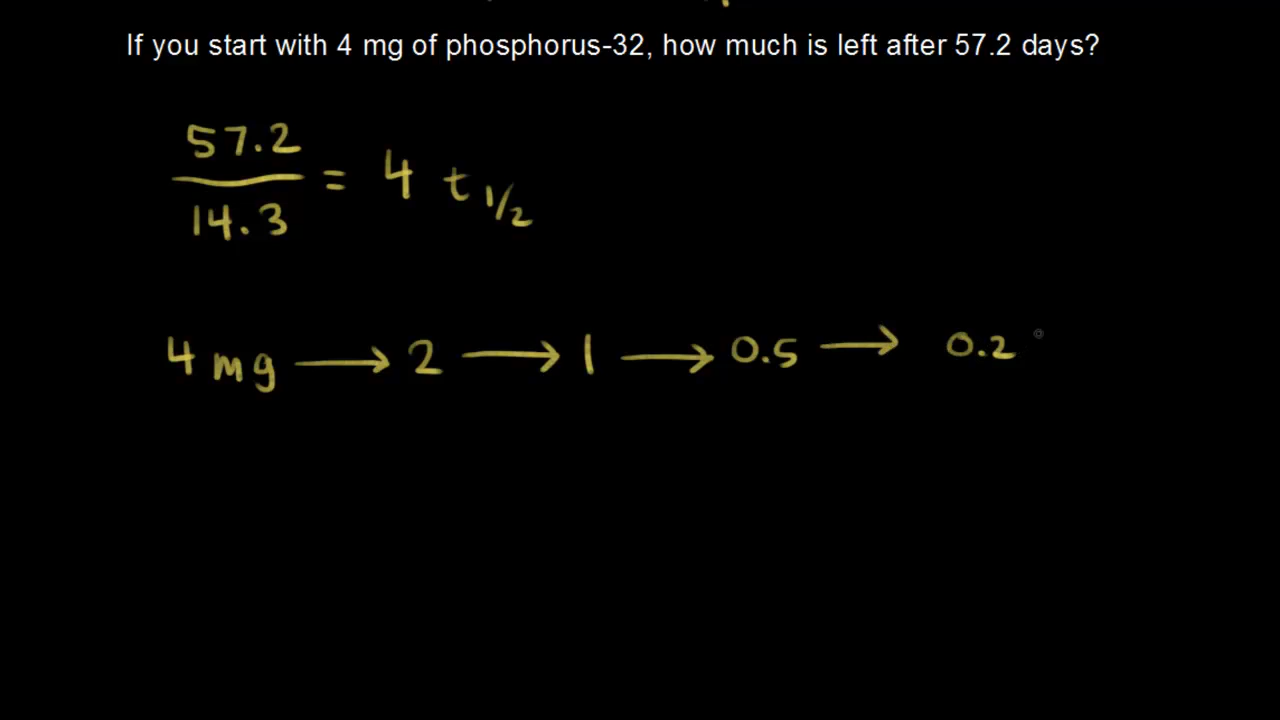 If you start with 4 mg of phosphorus-32, how much is left after 57.2 days?
57.2
14.3
= 4 t 1/2
4 mg → 2 → 1 → 0.5 → 0.2